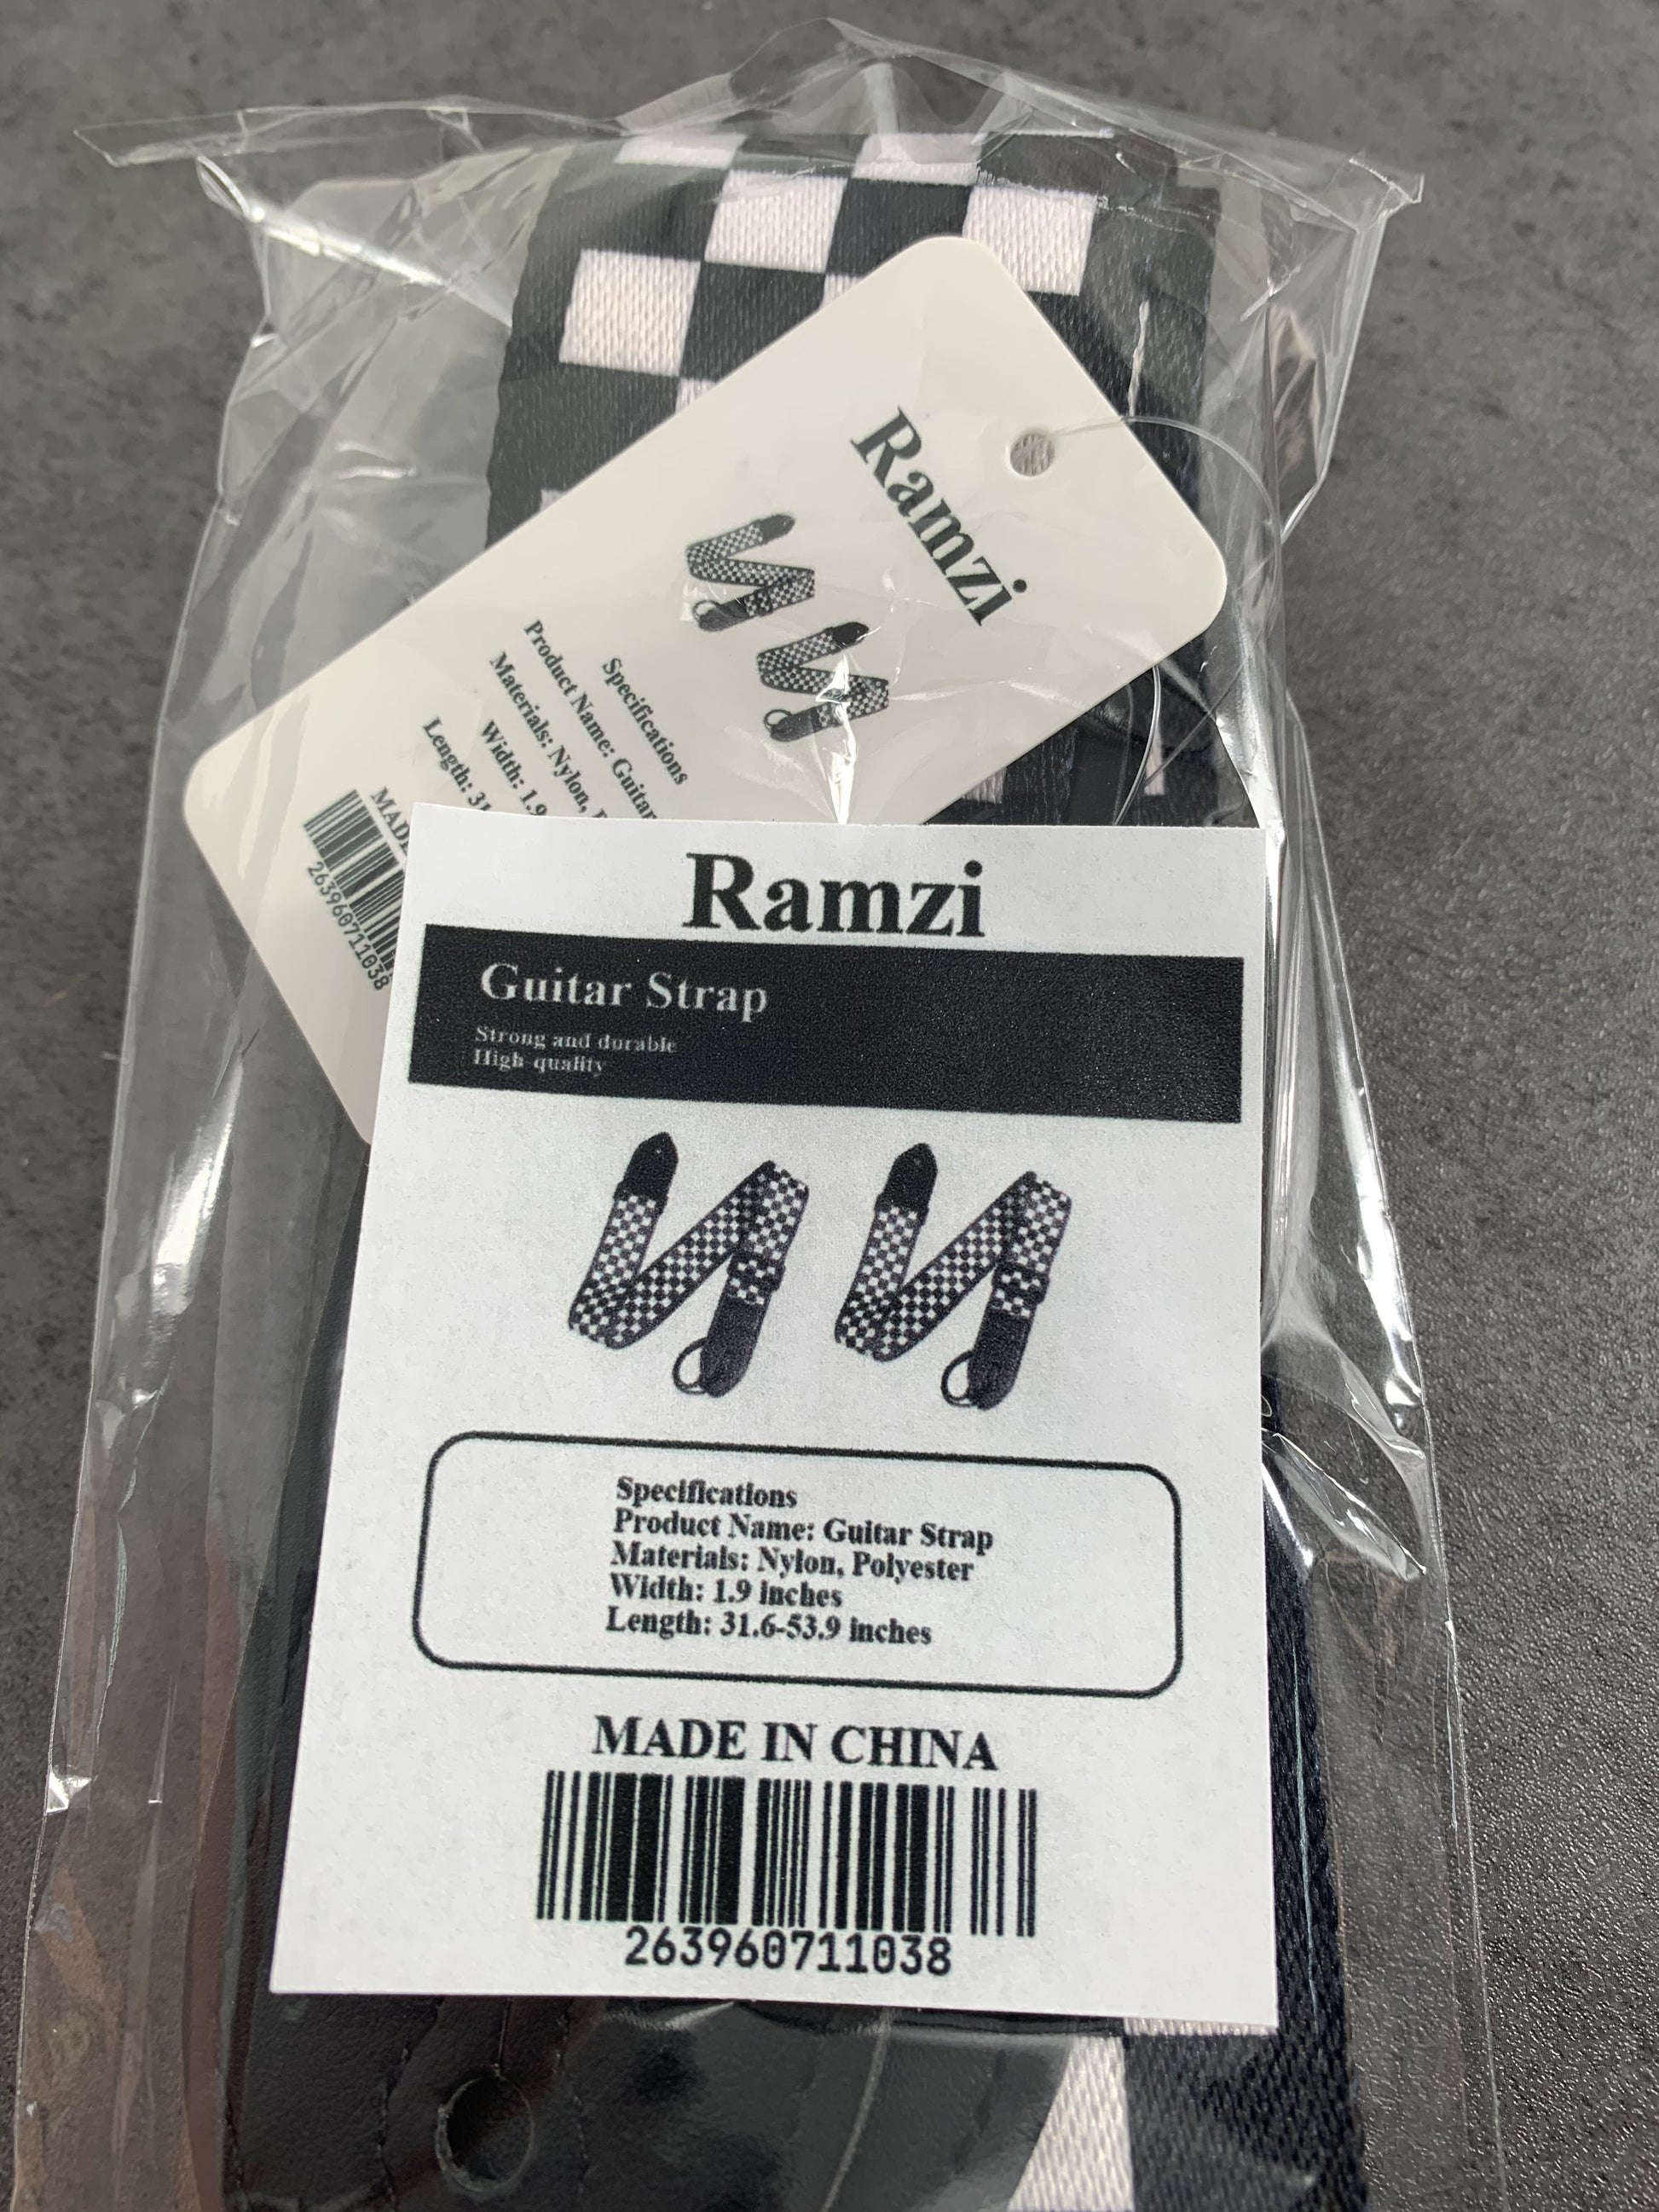 Ramzi
Specifications
Product Name: Guitar
Materials: Nylon,
Width: 1.9
Length:
263960711038
Ramzi
Guitar Strap
Strong and durable
High-quality
Specifications
Product Name: Guitar Strap
Materials: Nylon, Polyester
Width: 1.9 inches
Length: 31.6-53.9 inches
MADE IN CHINA
263960711038